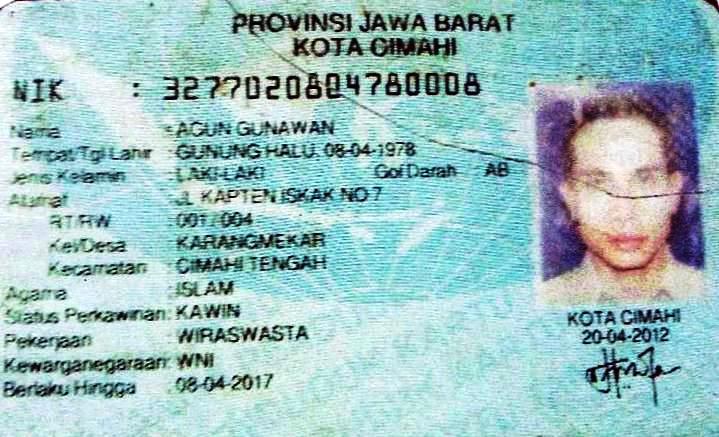 PROVINSI JAWA BARAT
KOTA CIMAHI
NIK : 3277020804780008
Nama : AGUN GUNAWAN
Tempat/Tgl Lahir : GUNUNG HALU. 08-04-1978
Jenis Kelamin : LAKI-LAKI Gol Darah AB
Alamat : JL KAPTEN ISKAK NO 7
RT/RW : 001 / 004
Kel/Desa : KARANGMEKAR
Kecamatan : CIMAHI TENGAH
Agama : ISLAM
Status Perkawinan: KAWIN
Pekerjaan : WIRASWASTA
Kewarganegaraan: WNI
Berlaku Hingga : 08-04-2017
KOTA CIMAHI
20-04-2012